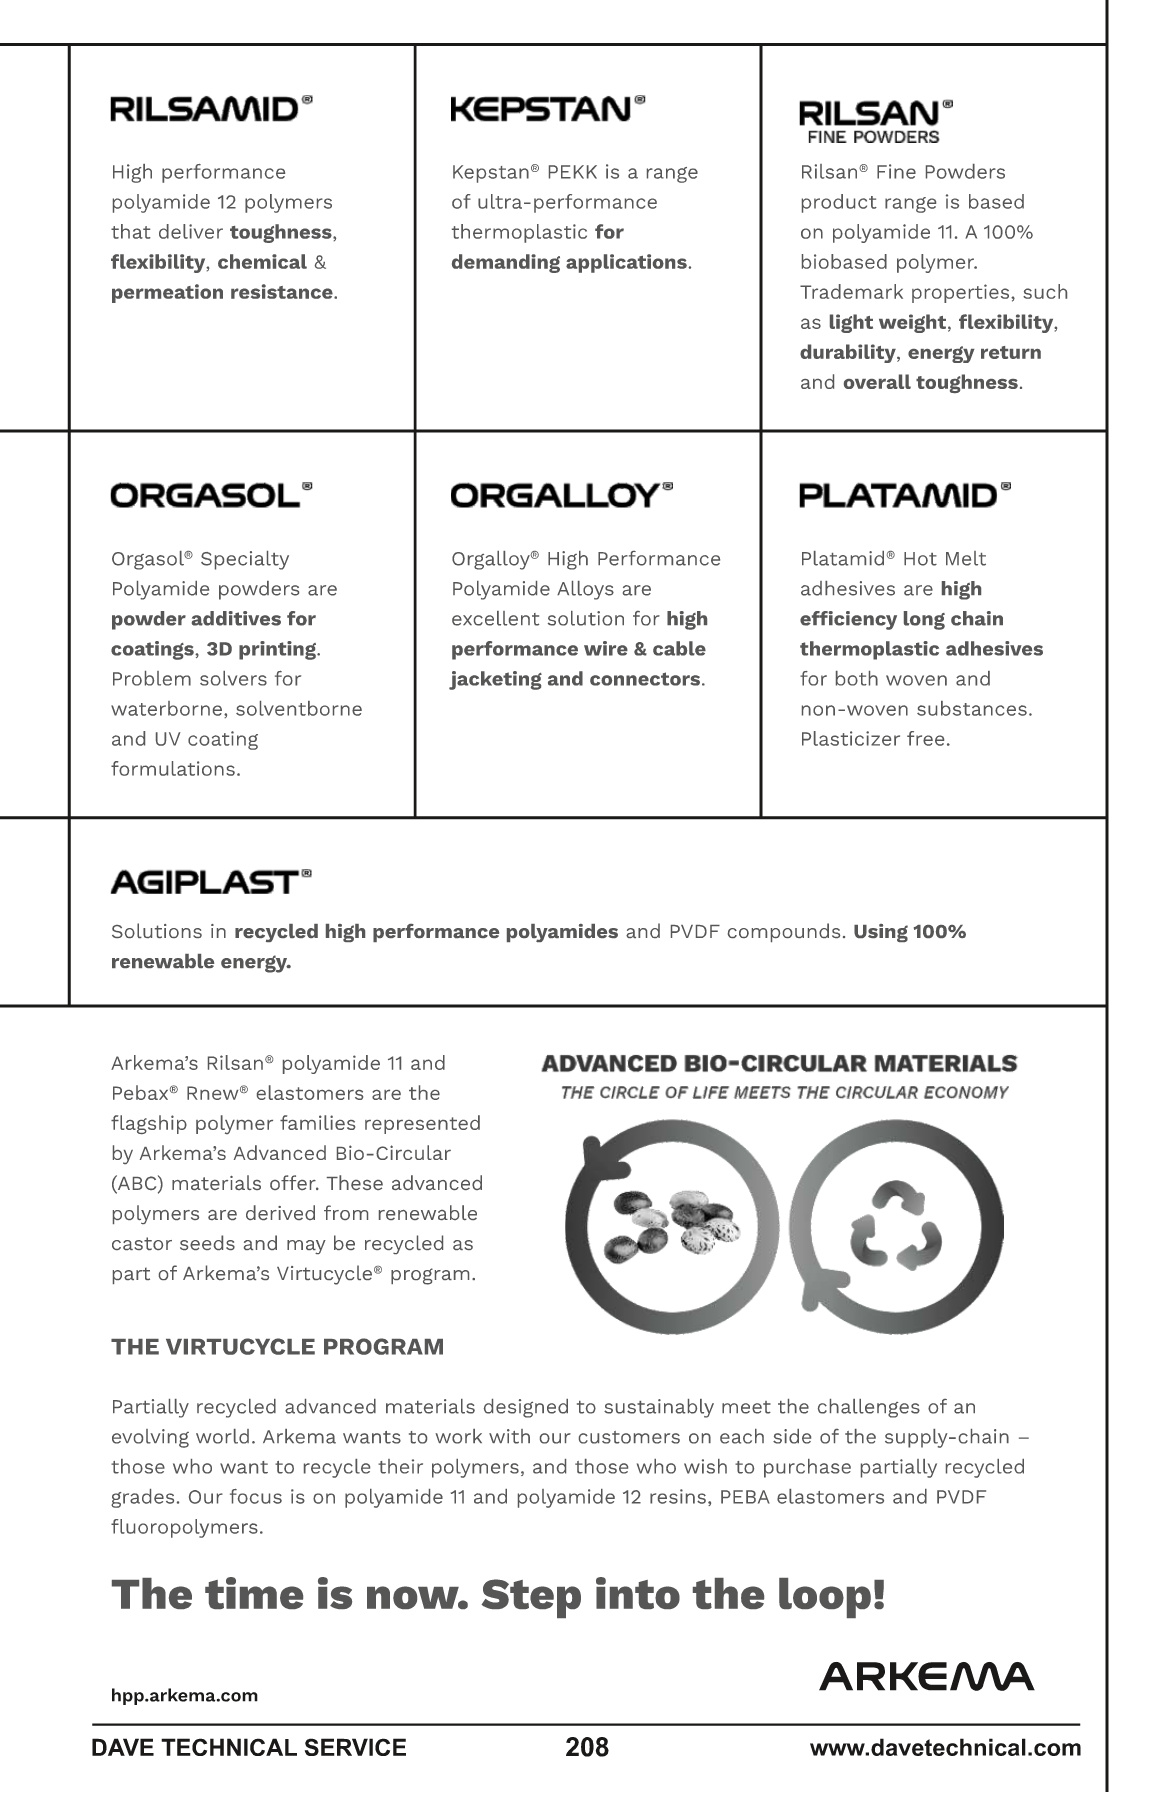 RILSAMID®
High performance
polyamide 12 polymers
that deliver toughness,
flexibility, chemical &
permeation resistance.
KEPSTAN®
Kepstan® PEKK is a range
of ultra-performance
thermoplastic for
demanding applications.
RILSAN®
FINE POWDERS
Rilsan® Fine Powders
product range is based
on polyamide 11. A 100%
biobased polymer.
Trademark properties, such
as light weight, flexibility,
durability, energy return
and overall toughness.
ORGASOL®
Orgasol® Specialty
Polyamide powders are
powder additives for
coatings, 3D printing.
Problem solvers for
waterborne, solventborne
and UV coating
formulations.
ORGALLOY®
Orgalloy® High Performance
Polyamide Alloys are
excellent solution for high
performance wire & cable
jacketing and connectors.
PLATAMID®
Platamid® Hot Melt
adhesives are high
efficiency long chain
thermoplastic adhesives
for both woven and
non-woven substances.
Plasticizer free.
AGIPLAST®
Solutions in recycled high performance polyamides and PVDF compounds. Using 100%
renewable energy.
Arkema’s Rilsan® polyamide 11 and
Pebax® Rnew® elastomers are the
flagship polymer families represented
by Arkema’s Advanced Bio-Circular
(ABC) materials offer. These advanced
polymers are derived from renewable
castor seeds and may be recycled as
part of Arkema’s Virtucycle® program.
ADVANCED BIO-CIRCULAR MATERIALS
THE CIRCLE OF LIFE MEETS THE CIRCULAR ECONOMY
THE VIRTUCYCLE PROGRAM
Partially recycled advanced materials designed to sustainably meet the challenges of an
evolving world. Arkema wants to work with our customers on each side of the supply-chain –
those who want to recycle their polymers, and those who wish to purchase partially recycled
grades. Our focus is on polyamide 11 and polyamide 12 resins, PEBA elastomers and PVDF
fluoropolymers.
The time is now. Step into the loop!
hpp.arkema.com
ARKEMA
DAVE TECHNICAL SERVICE
208
www.davetechnical.com